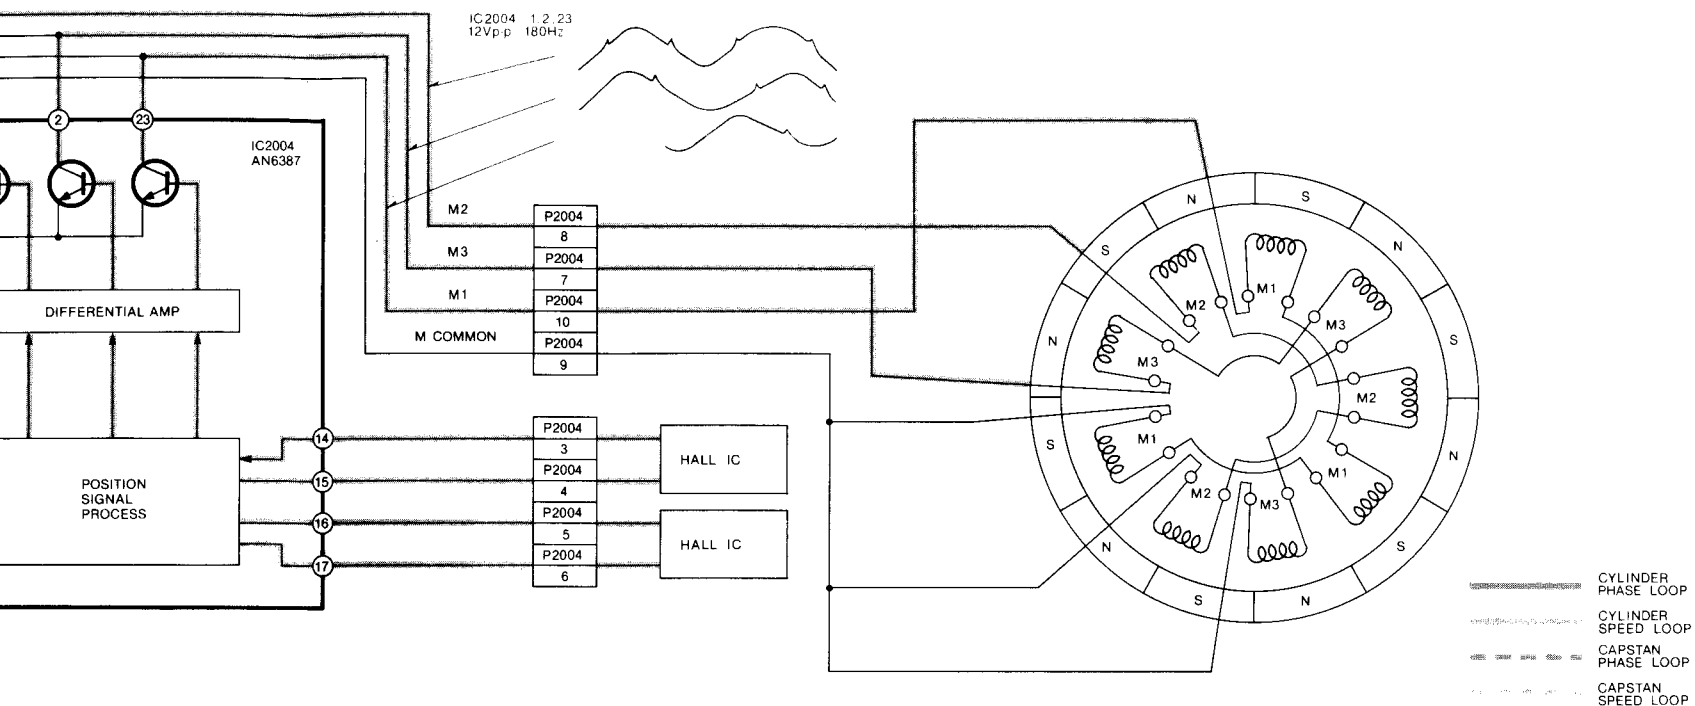 IC2004 1.2.23
12Vp-p 180Hz
2
23
IC2004
AN6387
M2
P2004
8
M3
P2004
7
M1
P2004
10
M COMMON
P2004
9
DIFFERENTIAL AMP
POSITION
SIGNAL
PROCESS
14
15
16
17
P2004
3
P2004
4
P2004
5
P2004
6
HALL IC
HALL IC
N
S
N
S
N
S
N
S
N
S
N
S
M1
M3
M2
M1
M3
M2
M1
M3
M2
CYLINDER
PHASE LOOP
CYLINDER
SPEED LOOP
CAPSTAN
PHASE LOOP
CAPSTAN
SPEED LOOP